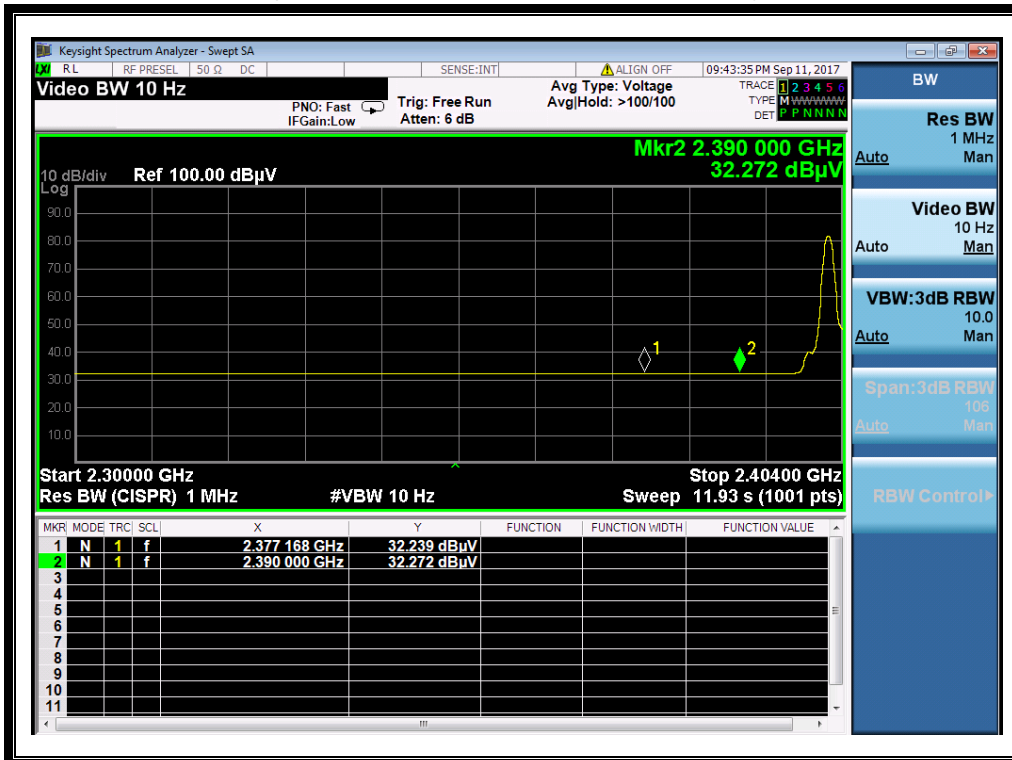 Keysight Spectrum Analyzer - Swept SA
LXI RL RF PRESEL 50 Ω DC SENSE:INT ALIGN OFF 09:43:35 PM Sep 11, 2017
Video BW 10 Hz
PNO: Fast
IFGain:Low
Trig: Free Run
Atten: 6 dB
Avg Type: Voltage
Avg|Hold: >100/100
TRACE 1 2 3 4 5 6
TYPE M WWWWW
DET P P N N N N
Mkr2 2.390 000 GHz
32.272 dBµV
10 dB/div Ref 100.00 dBµV
Log
90.0
80.0
70.0
60.0
50.0
40.0
30.0
20.0
10.0
1
2
Start 2.30000 GHz Stop 2.40400 GHz
Res BW (CISPR) 1 MHz #VBW 10 Hz Sweep 11.93 s (1001 pts)
MKR MODE TRC SCL X Y FUNCTION FUNCTION WIDTH FUNCTION VALUE
1 N 1 f 2.377 168 GHz 32.239 dBµV
2 N 1 f 2.390 000 GHz 32.272 dBµV
3
4
5
6
7
8
9
10
11
BW
Res BW
1 MHz
Auto Man
Video BW
10 Hz
Auto Man
VBW:3dB RBW
10.0
Auto Man
Span:3dB RBW
106
Auto Man
RBW Control